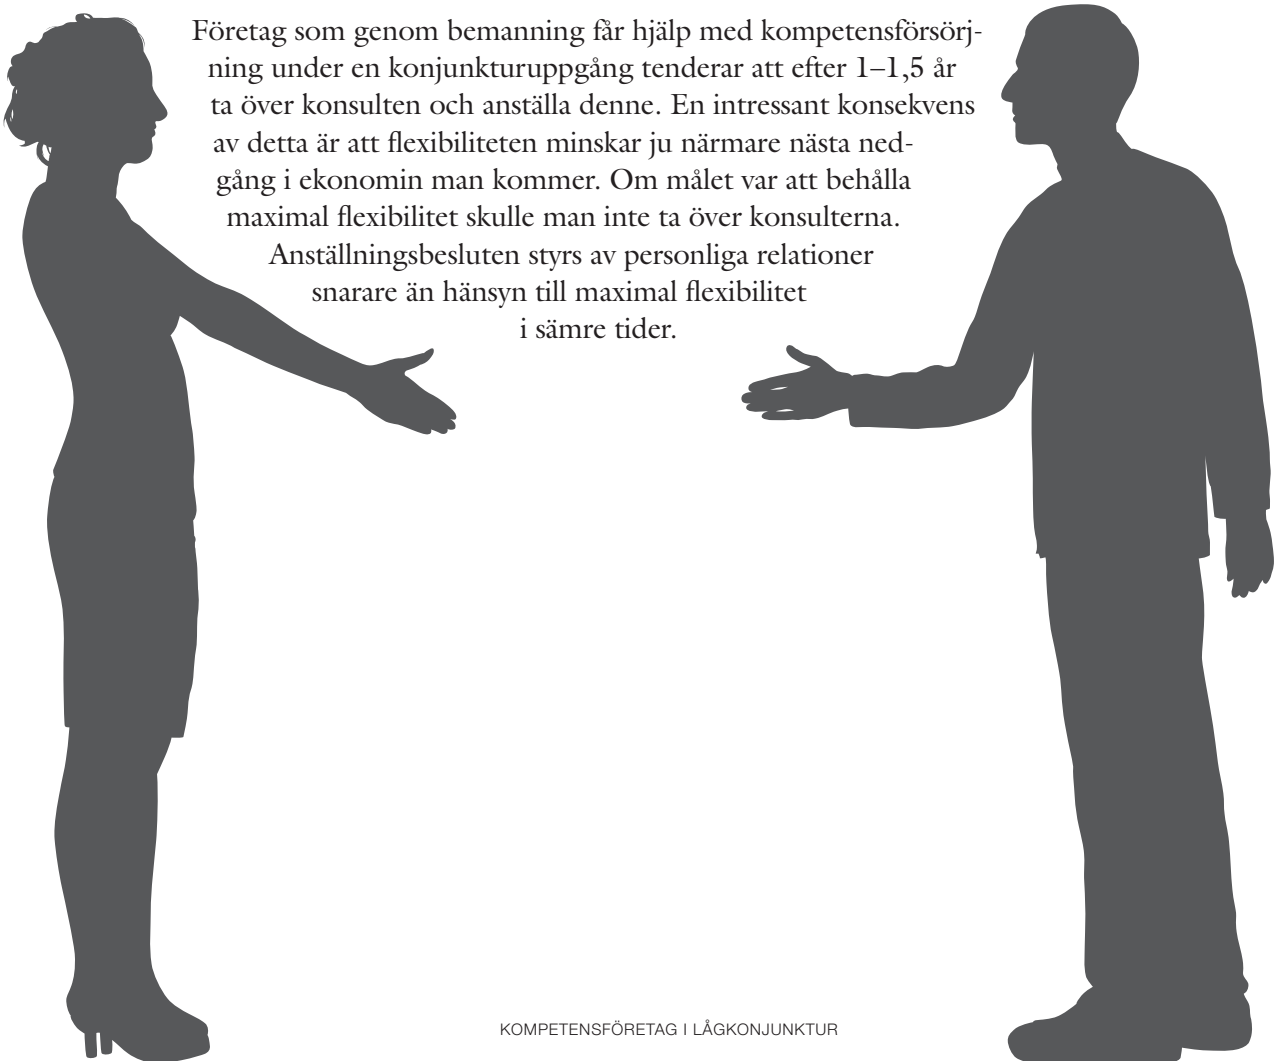 Företag som genom bemanning får hjälp med kompetensförsörj-
ning under en konjunkturuppgång tenderar att efter 1–1,5 år
ta över konsulten och anställa denne. En intressant konsekvens
av detta är att flexibiliteten minskar ju närmare nästa ned-
gång i ekonomin man kommer. Om målet var att behålla
maximal flexibilitet skulle man inte ta över konsulterna.
Anställningsbesluten styrs av personliga relationer
snarare än hänsyn till maximal flexibilitet
i sämre tider.
KOMPETENSFÖRETAG I LÅGKONJUNKTUR